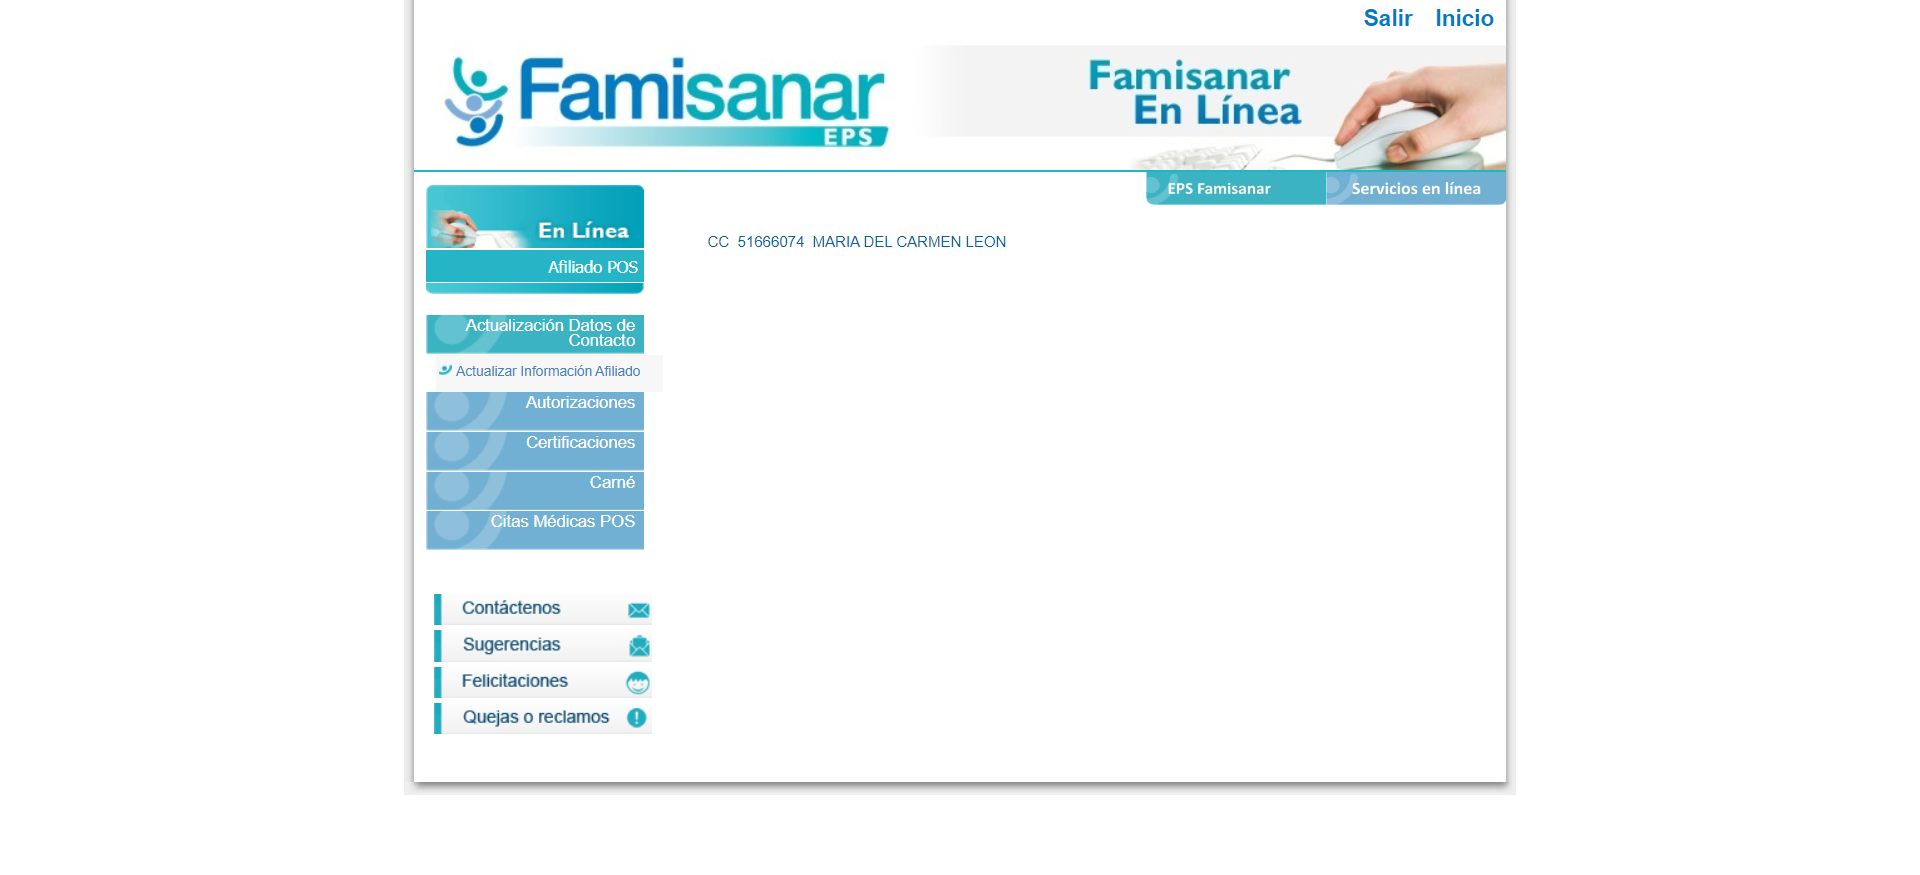 Salir Inicio
Famisanar
EPS
Famisanar
En Línea
EPS Famisanar
Servicios en línea
En Línea
Afiliado POS
CC 51666074 MARIA DEL CARMEN LEON
Actualización Datos de
Contacto
Actualizar Información Afiliado
Autorizaciones
Certificaciones
Carné
Citas Médicas POS
Contáctenos
Sugerencias
Felicitaciones
Quejas o reclamos